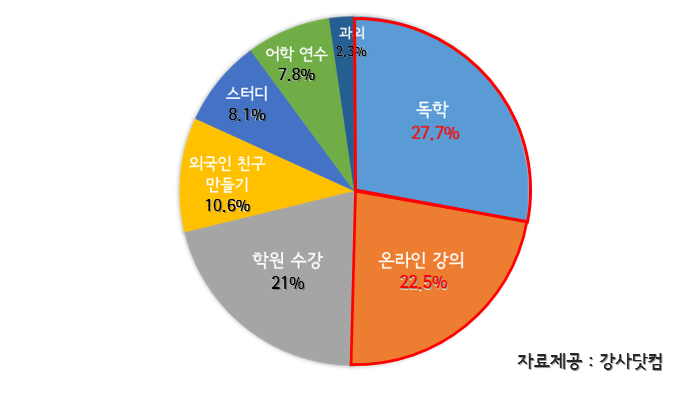 과외
2.3%
어학 연수
7.8%
스터디
8.1%
독학
27.7%
외국인 친구
만들기
10.6%
학원 수강
21%
온라인 강의
22.5%
자료제공 : 강사닷컴